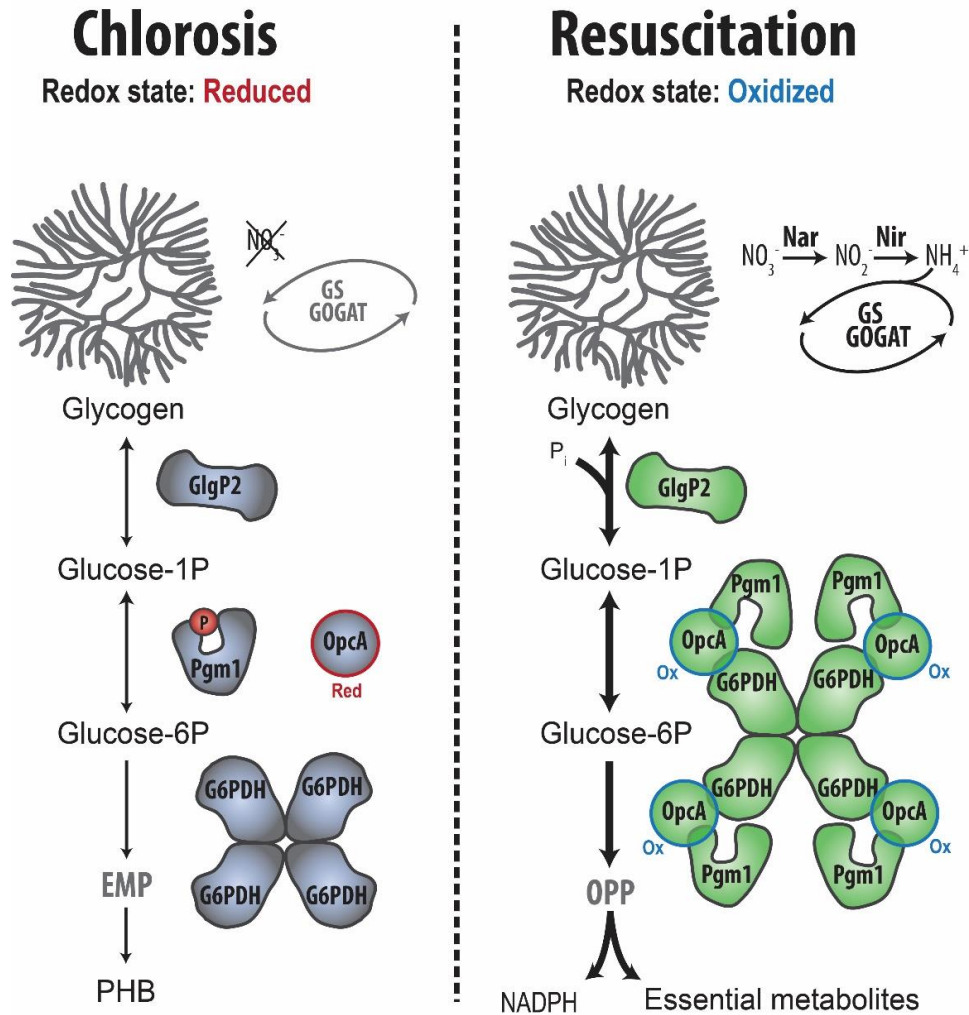 Chlorosis
Redox state: Reduced
NO₃⁻
GS
GOGAT
Glycogen
GlgP2
Glucose-1P
P
Pgm1
OpcA
Red
Glucose-6P
G6PDH
G6PDH
G6PDH
G6PDH
EMP
PHB
Resuscitation
Redox state: Oxidized
NO₃⁻ Nar NO₂⁻ Nir NH₄⁺
GS
GOGAT
Glycogen
Pᵢ
GlgP2
Glucose-1P
Pgm1
Pgm1
OpcA
OpcA
Ox
Ox
G6PDH
G6PDH
Glucose-6P
G6PDH
G6PDH
OpcA
OpcA
Ox
Ox
Pgm1
Pgm1
OPP
NADPH
Essential metabolites